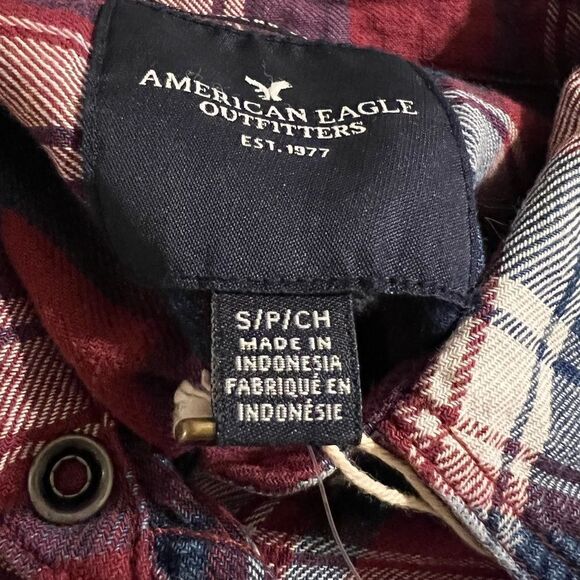 AMERICAN EAGLE
OUTFITTERS
EST. 1977
S/P/CH
MADE IN
INDONESIA
FABRIQUÉ EN
INDONÉSIE